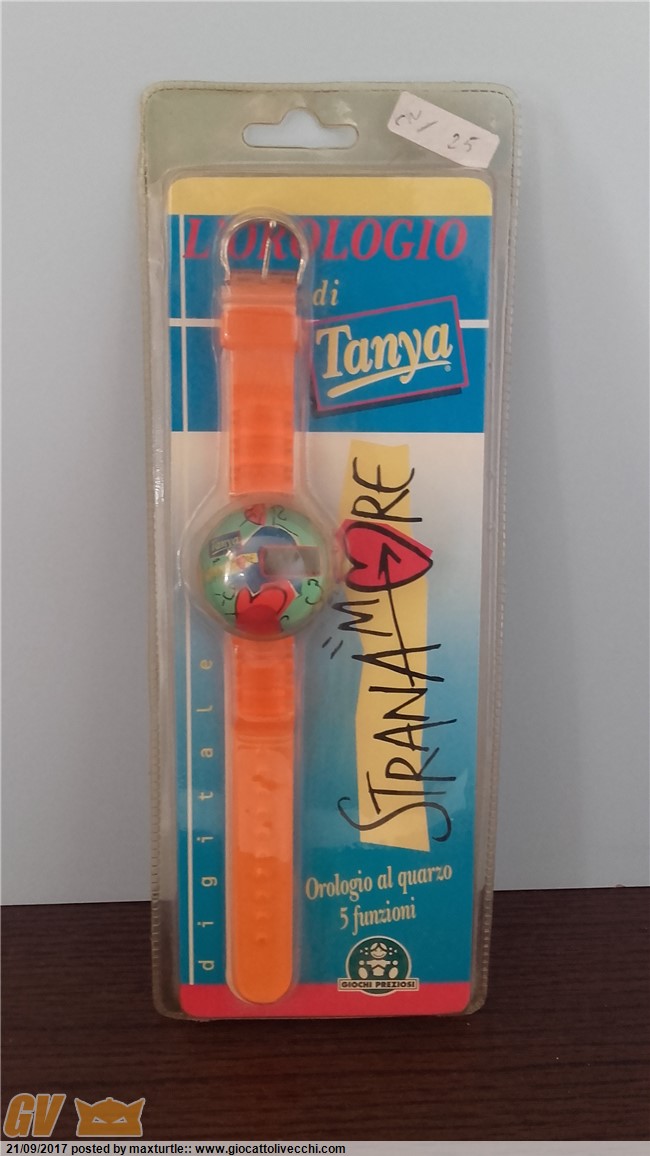 25
L'OROLOGIO
di
Tanya
STRANAMORE
Tanya
digitale
Orologio al quarzo
5 funzioni
GIOCHI PREZIOSI
GV
21/09/2017 posted by maxturtle:: www.giocattolivecchi.com